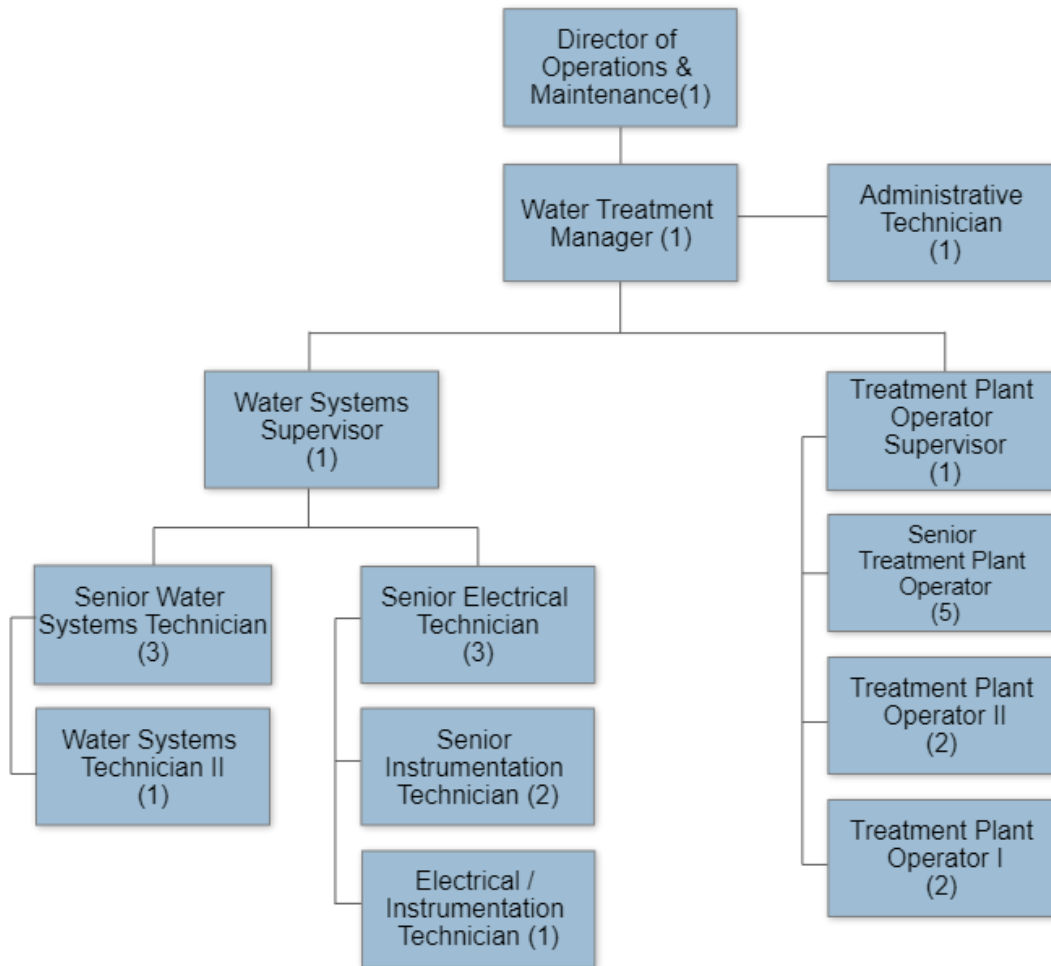 Director of
Operations &
Maintenance(1)
Water Treatment
Manager (1)
Administrative
Technician
(1)
Water Systems
Supervisor
(1)
Treatment Plant
Operator
Supervisor
(1)
Senior Water
Systems Technician
(3)
Water Systems
Technician II
(1)
Senior Electrical
Technician
(3)
Senior
Instrumentation
Technician (2)
Electrical /
Instrumentation
Technician (1)
Senior
Treatment Plant
Operator
(5)
Treatment Plant
Operator II
(2)
Treatment Plant
Operator I
(2)